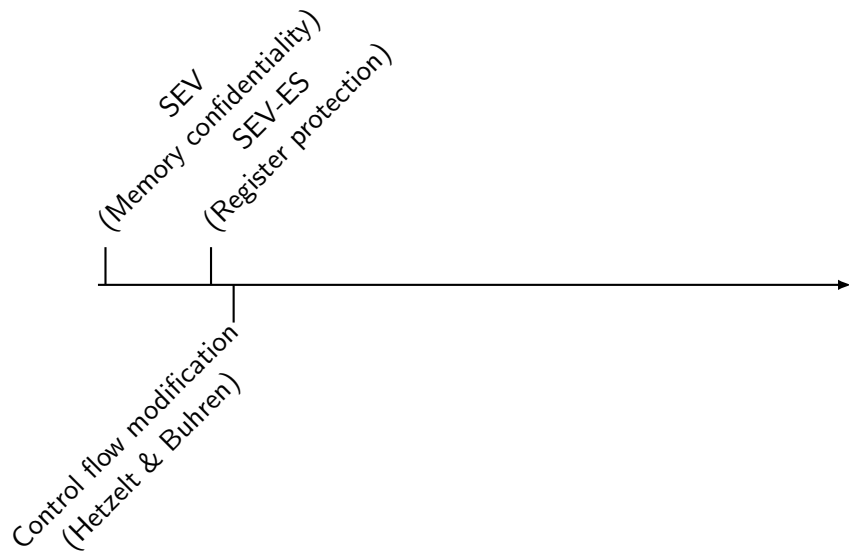 SEV
(Memory confidentiality)
SEV-ES
(Register protection)
Control flow modification
(Hetzelt & Buhren)